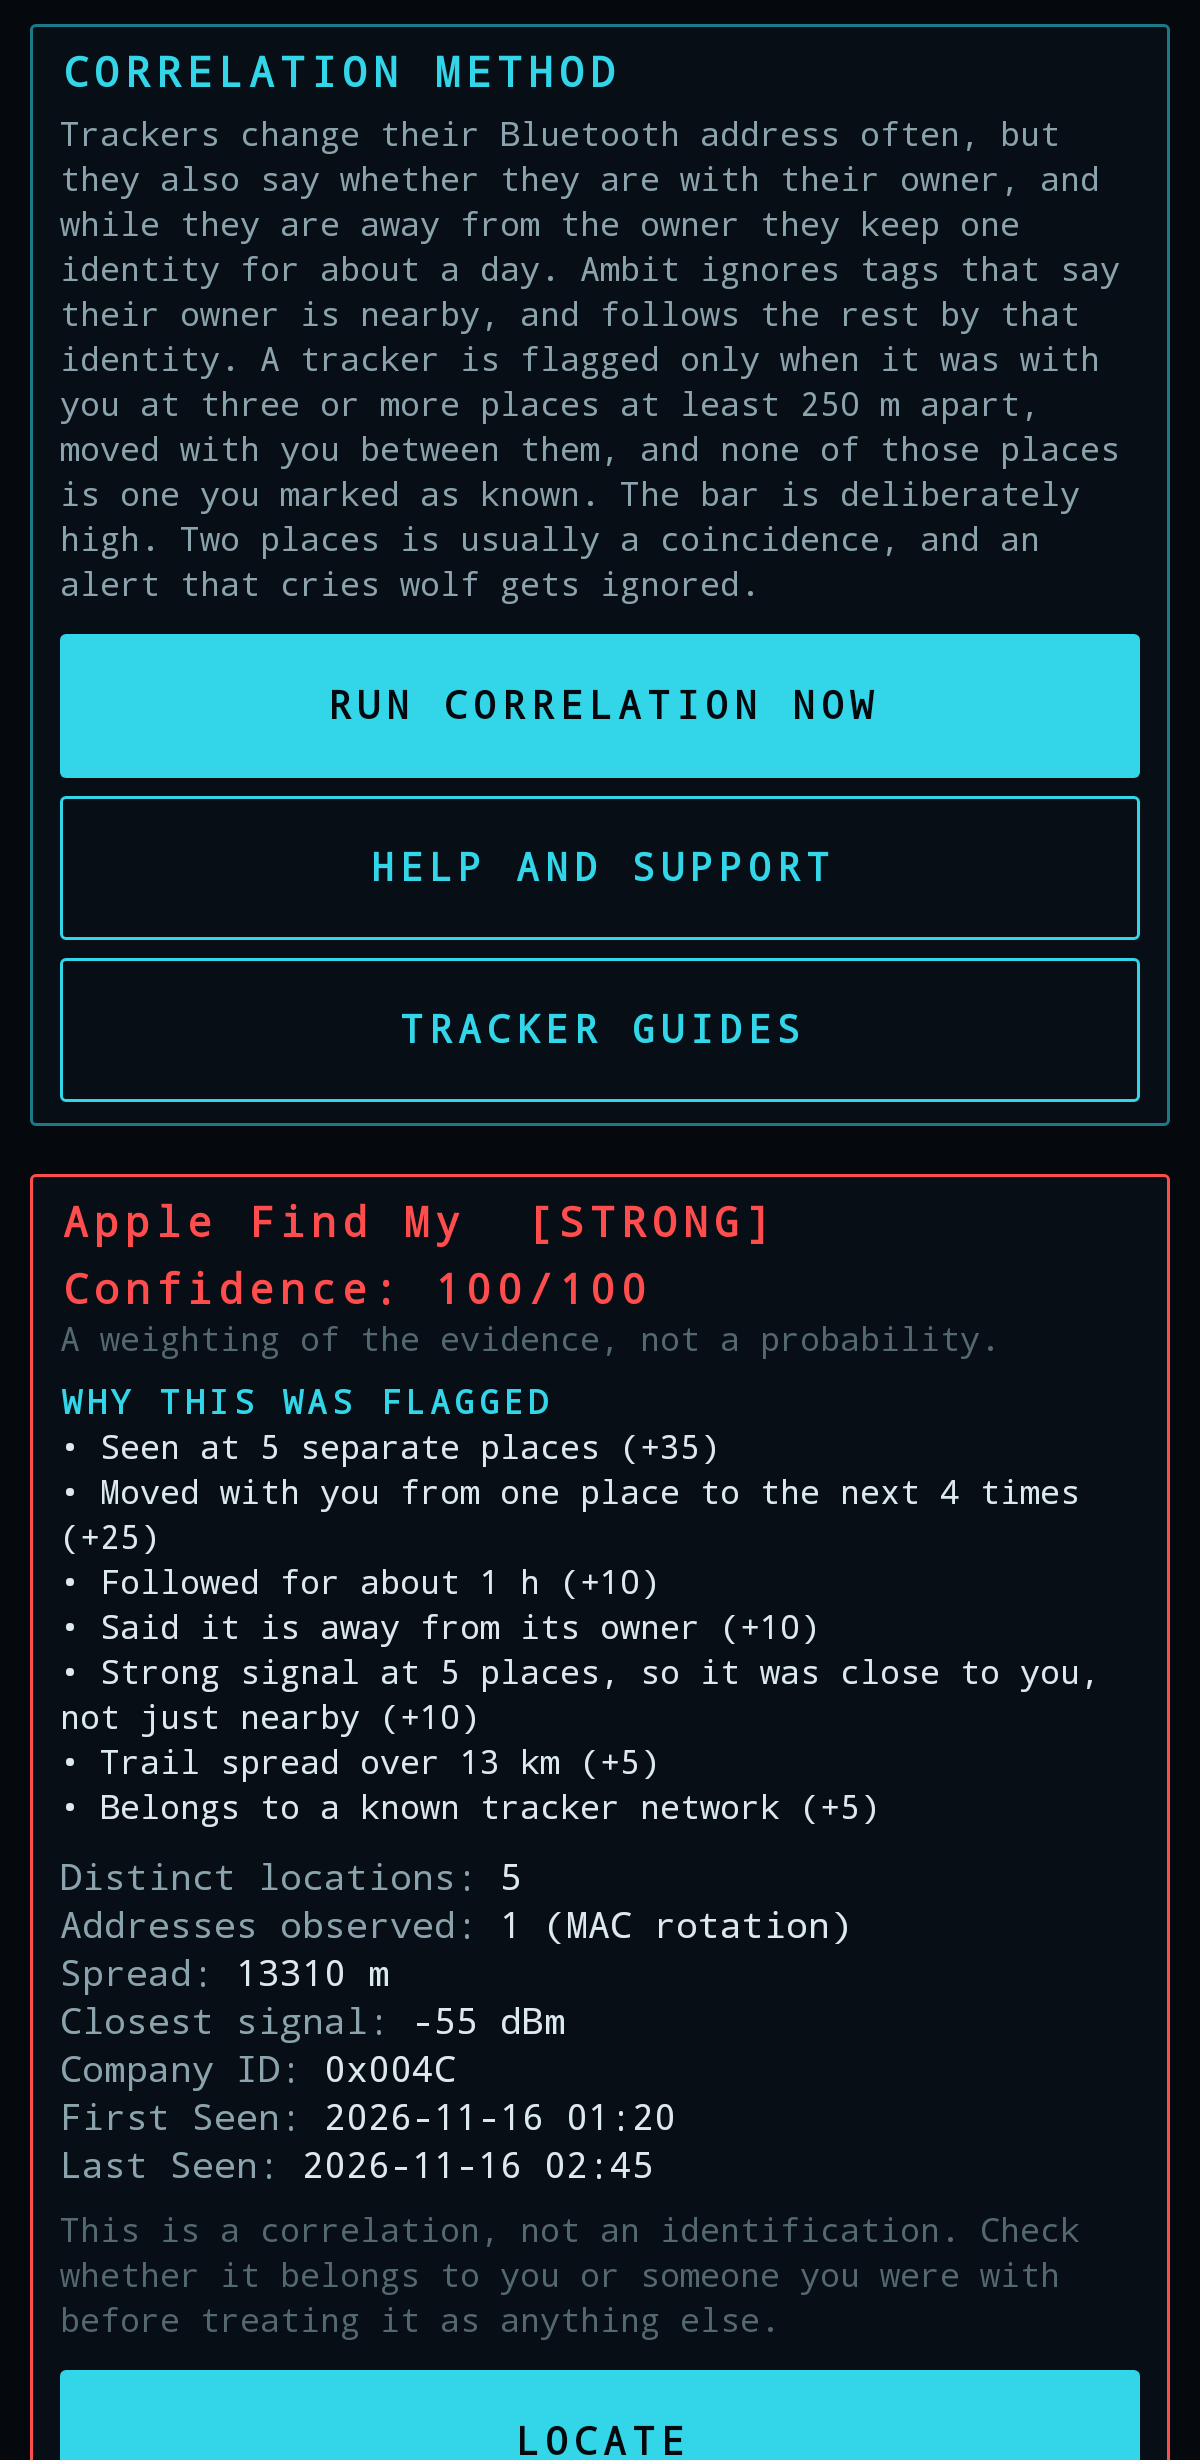 CORRELATION METHOD
Trackers change their Bluetooth address often, but
they also say whether they are with their owner, and
while they are away from the owner they keep one
identity for about a day. Ambit ignores tags that say
their owner is nearby, and follows the rest by that
identity. A tracker is flagged only when it was with
you at three or more places at least 250 m apart,
moved with you between them, and none of those places
is one you marked as known. The bar is deliberately
high. Two places is usually a coincidence, and an
alert that cries wolf gets ignored.
RUN CORRELATION NOW
HELP AND SUPPORT
TRACKER GUIDES
Apple Find My [STRONG]
Confidence: 100/100
A weighting of the evidence, not a probability.
WHY THIS WAS FLAGGED
• Seen at 5 separate places (+35)
• Moved with you from one place to the next 4 times
(+25)
• Followed for about 1 h (+10)
• Said it is away from its owner (+10)
• Strong signal at 5 places, so it was close to you,
not just nearby (+10)
• Trail spread over 13 km (+5)
• Belongs to a known tracker network (+5)
Distinct locations: 5
Addresses observed: 1 (MAC rotation)
Spread: 13310 m
Closest signal: -55 dBm
Company ID: 0x004C
First Seen: 2026-11-16 01:20
Last Seen: 2026-11-16 02:45
This is a correlation, not an identification. Check
whether it belongs to you or someone you were with
before treating it as anything else.
LOCATE